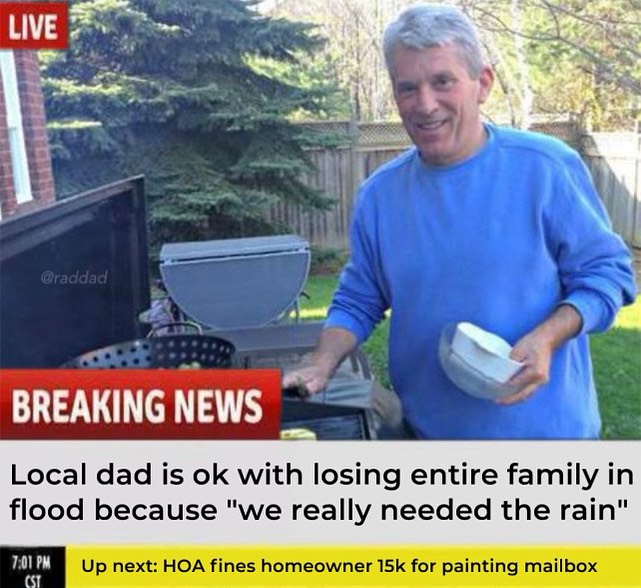 LIVE
@raddad
BREAKING NEWS
Local dad is ok with losing entire family in
flood because "we really needed the rain"
7:01 PM
CST
Up next: HOA fines homeowner 15k for painting mailbox